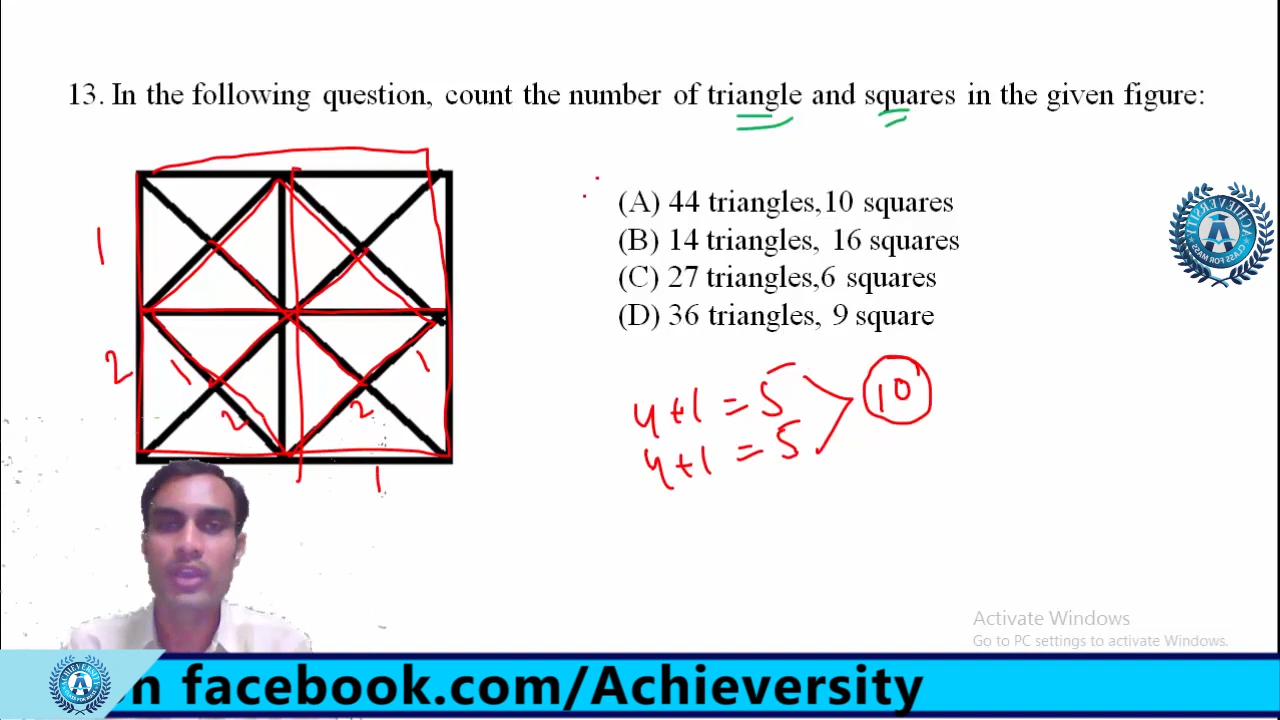 13. In the following question, count the number of triangle and squares in the given figure:
(A) 44 triangles,10 squares
(B) 14 triangles, 16 squares
(C) 27 triangles,6 squares
(D) 36 triangles, 9 square
1
2
1
2
1
2
1
4+1 = 5
4+1 = 5
10
Activate Windows
Go to PC settings to activate Windows.
n facebook.com/Achieversity